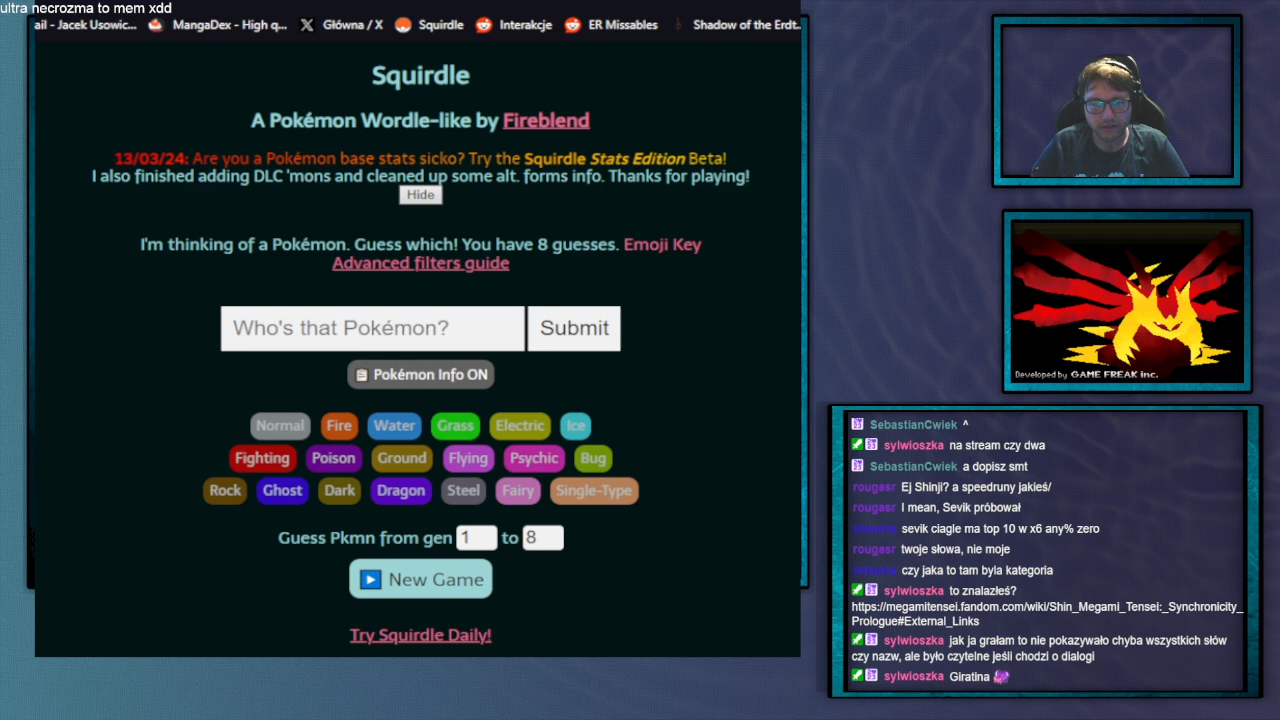 ultra necrozma to mem xdd
ail - Jacek Usowic... MangaDex - High q... Główna / X Squirdle Interakcje ER Missables Shadow of the Erdt...
Squirdle
A Pokémon Wordle-like by Fireblend
13/03/24: Are you a Pokémon base stats sicko? Try the Squirdle Stats Edition Beta!
I also finished adding DLC 'mons and cleaned up some alt. forms info. Thanks for playing!
Hide
I'm thinking of a Pokémon. Guess which! You have 8 guesses. Emoji Key
Advanced filters guide
Who's that Pokémon? Submit
Pokémon Info ON
Normal Fire Water Grass Electric Ice
Fighting Poison Ground Flying Psychic Bug
Rock Ghost Dark Dragon Steel Fairy Single-Type
Guess Pkmn from gen 1 to 8
New Game
Try Squirdle Daily!
Developed by GAME FREAK inc.
SebastianCwiek ^
sylwioszka na stream czy dwa
SebastianCwiek a dopisz smt
rougasr Ej Shinji? a speedruny jakieś/
rougasr I mean, Sevik próbował
sevik ciagle ma top 10 w x6 any% zero
rougasr twoje słowa, nie moje
czy jaka to tam byla kategoria
sylwioszka to znalazłeś?
https://megamitensei.fandom.com/wiki/Shin_Megami_Tensei:_Synchronicity_
Prologue#External_Links
sylwioszka jak ja grałam to nie pokazywało chyba wszystkich słów
czy nazw, ale było czytelne jeśli chodzi o dialogi
sylwioszka Giratina